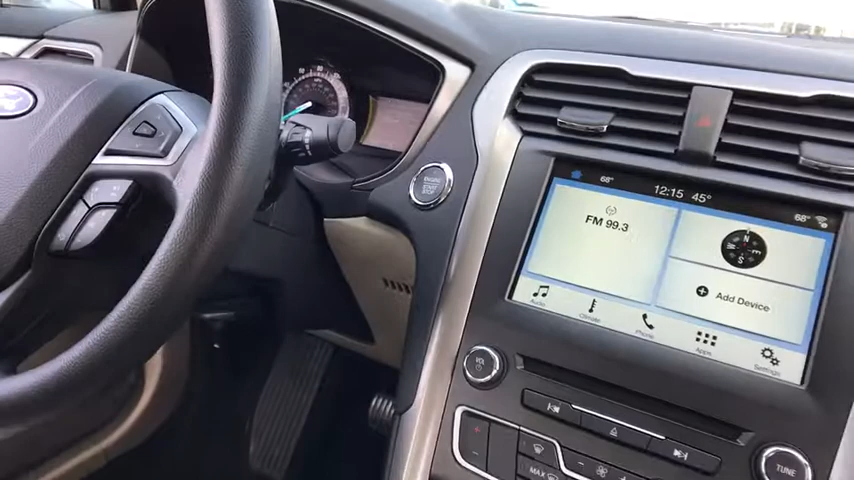 68°
12:15
45°
68°
FM 99.3
N
E
S
W
Add Device
Audio
Climate
Phone
Apps
Settings
ENGINE
START
STOP
VOL
TUNE
MAX